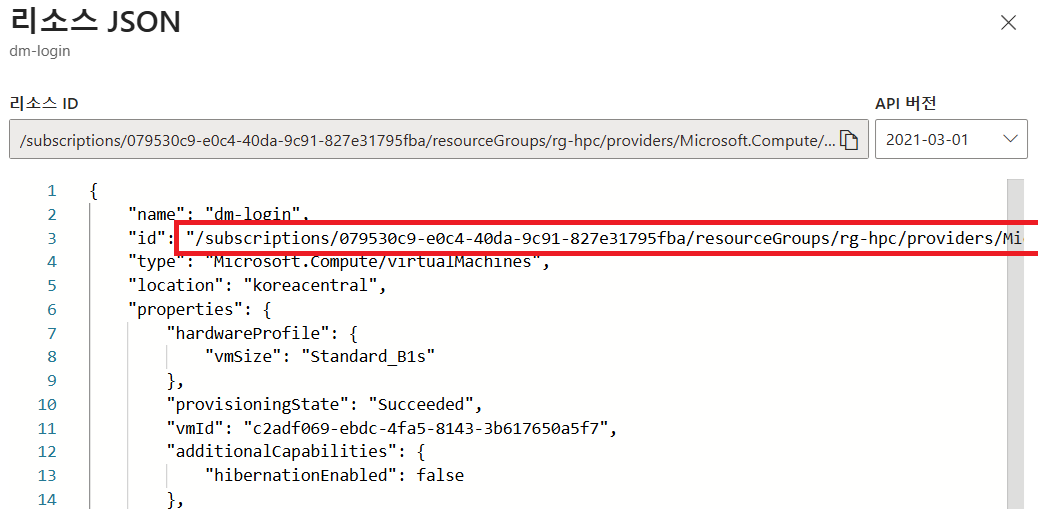 리소스 JSON
dm-login
리소스 ID
API 버전
/subscriptions/079530c9-e0c4-40da-9c91-827e31795fba/resourceGroups/rg-hpc/providers/Microsoft.Compute/...
2021-03-01
1 {
2 "name": "dm-login",
3 "id": "/subscriptions/079530c9-e0c4-40da-9c91-827e31795fba/resourceGroups/rg-hpc/providers/Mi
4 "type": "Microsoft.Compute/virtualMachines",
5 "location": "koreacentral",
6 "properties": {
7 "hardwareProfile": {
8 "vmSize": "Standard_B1s"
9 },
10 "provisioningState": "Succeeded",
11 "vmId": "c2adf069-ebdc-4fa5-8143-3b617650a5f7",
12 "additionalCapabilities": {
13 "hibernationEnabled": false
14 },